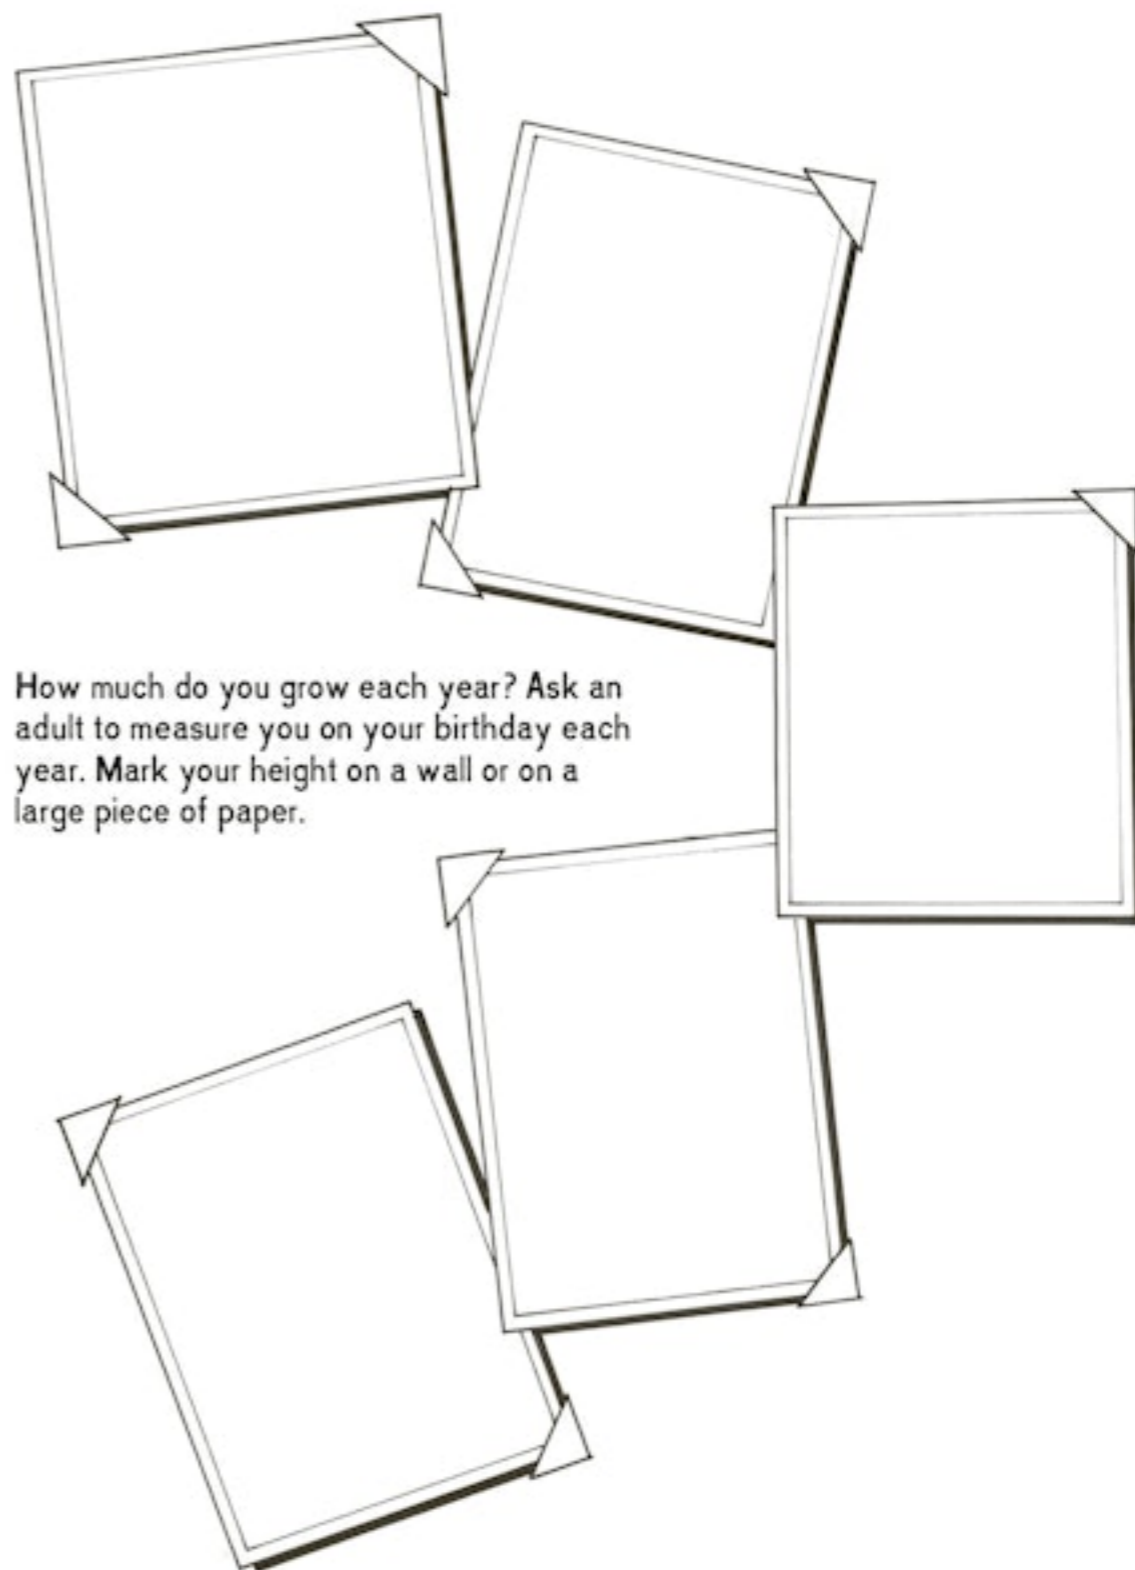 How much do you grow each year? Ask an
adult to measure you on your birthday each
year. Mark your height on a wall or on a
large piece of paper.